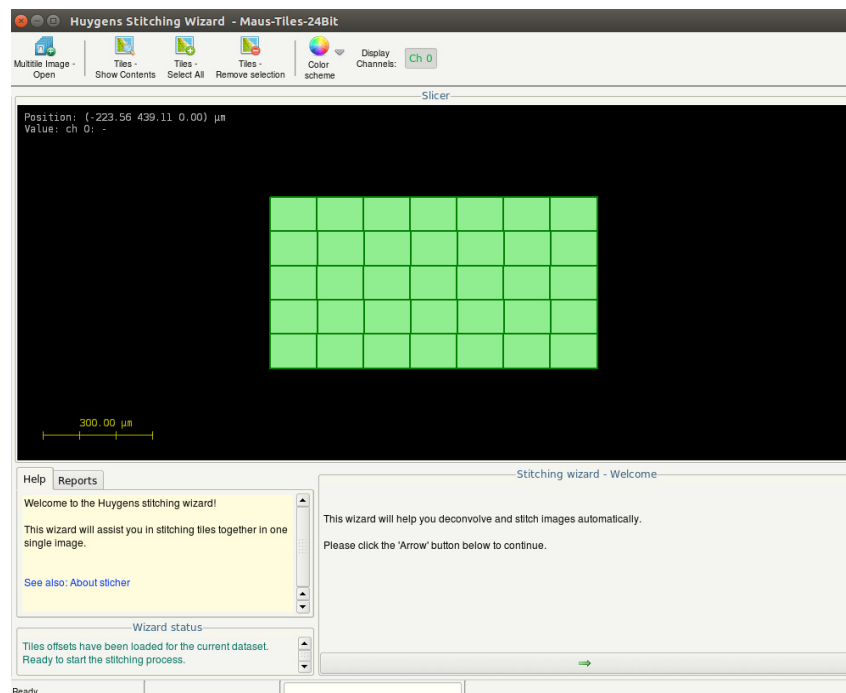 Huygens Stitching Wizard - Maus-Tiles-24Bit
Multitile Image -
Open
Tiles -
Show Contents
Tiles -
Select All
Tiles -
Remove selection
Color
scheme
Display
Channels:
Ch 0
Slicer
Position: (-223.56 439.11 0.00) µm
Value: ch 0: -
300.00 µm
Help
Reports
Welcome to the Huygens stitching wizard!
This wizard will assist you in stitching tiles together in one
single image.
See also: About sticher
Wizard status
Tiles offsets have been loaded for the current dataset.
Ready to start the stitching process.
Stitching wizard - Welcome
This wizard will help you deconvolve and stitch images automatically.
Please click the 'Arrow' button below to continue.
Ready